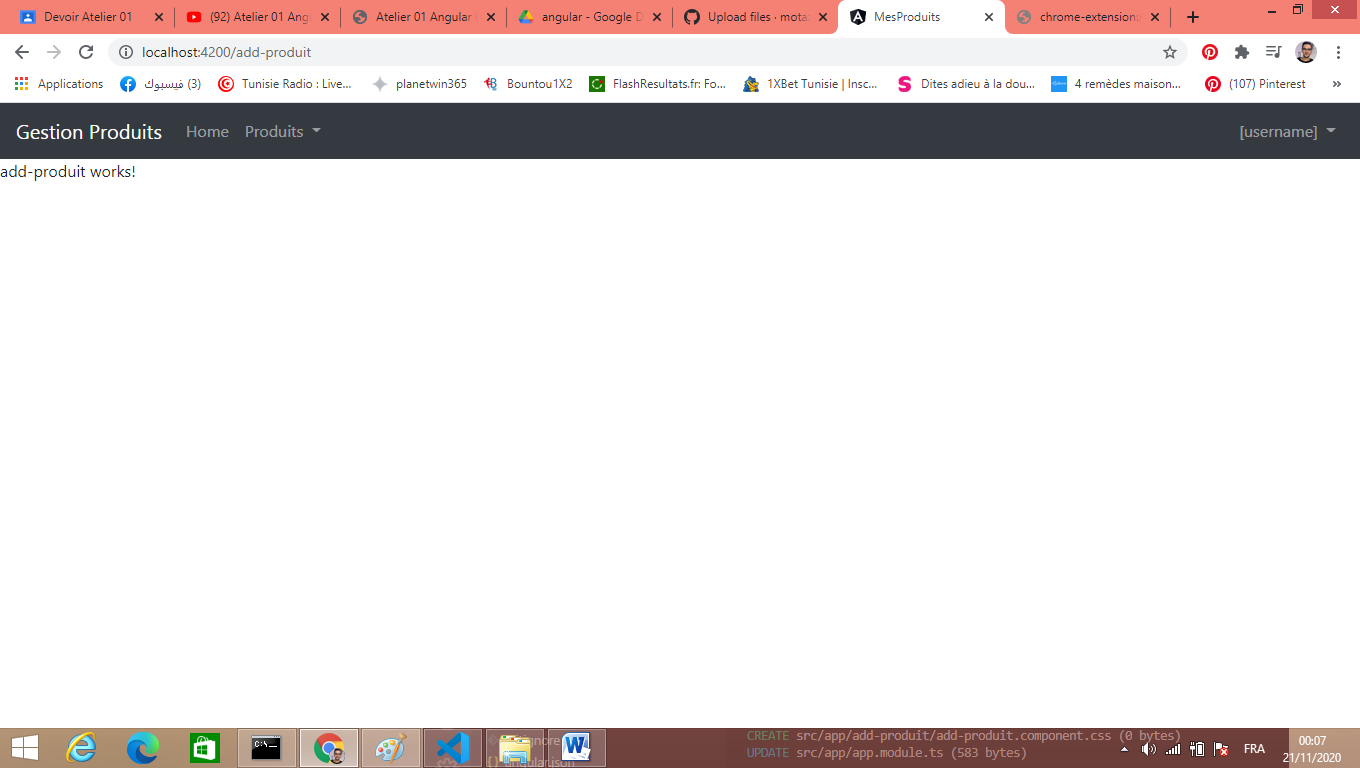 Devoir Atelier 01
(92) Atelier 01 Ang
Atelier 01 Angular
angular - Google D
Upload files · mota
MesProduits
chrome-extension:
localhost:4200/add-produit
Applications
(3) فيسبوك
Tunisie Radio : Live...
planetwin365
Bountou1X2
FlashResultats.fr: Fo...
1XBet Tunisie | Insc...
Dites adieu à la dou...
4 remèdes maison...
(107) Pinterest
»
Gestion Produits
Home
Produits
[username]
add-produit works!
CREATE src/app/add-produit/add-produit.component.css (0 bytes)
UPDATE src/app/app.module.ts (583 bytes)
angular.json
C:\_
FRA
00:07
21/11/2020